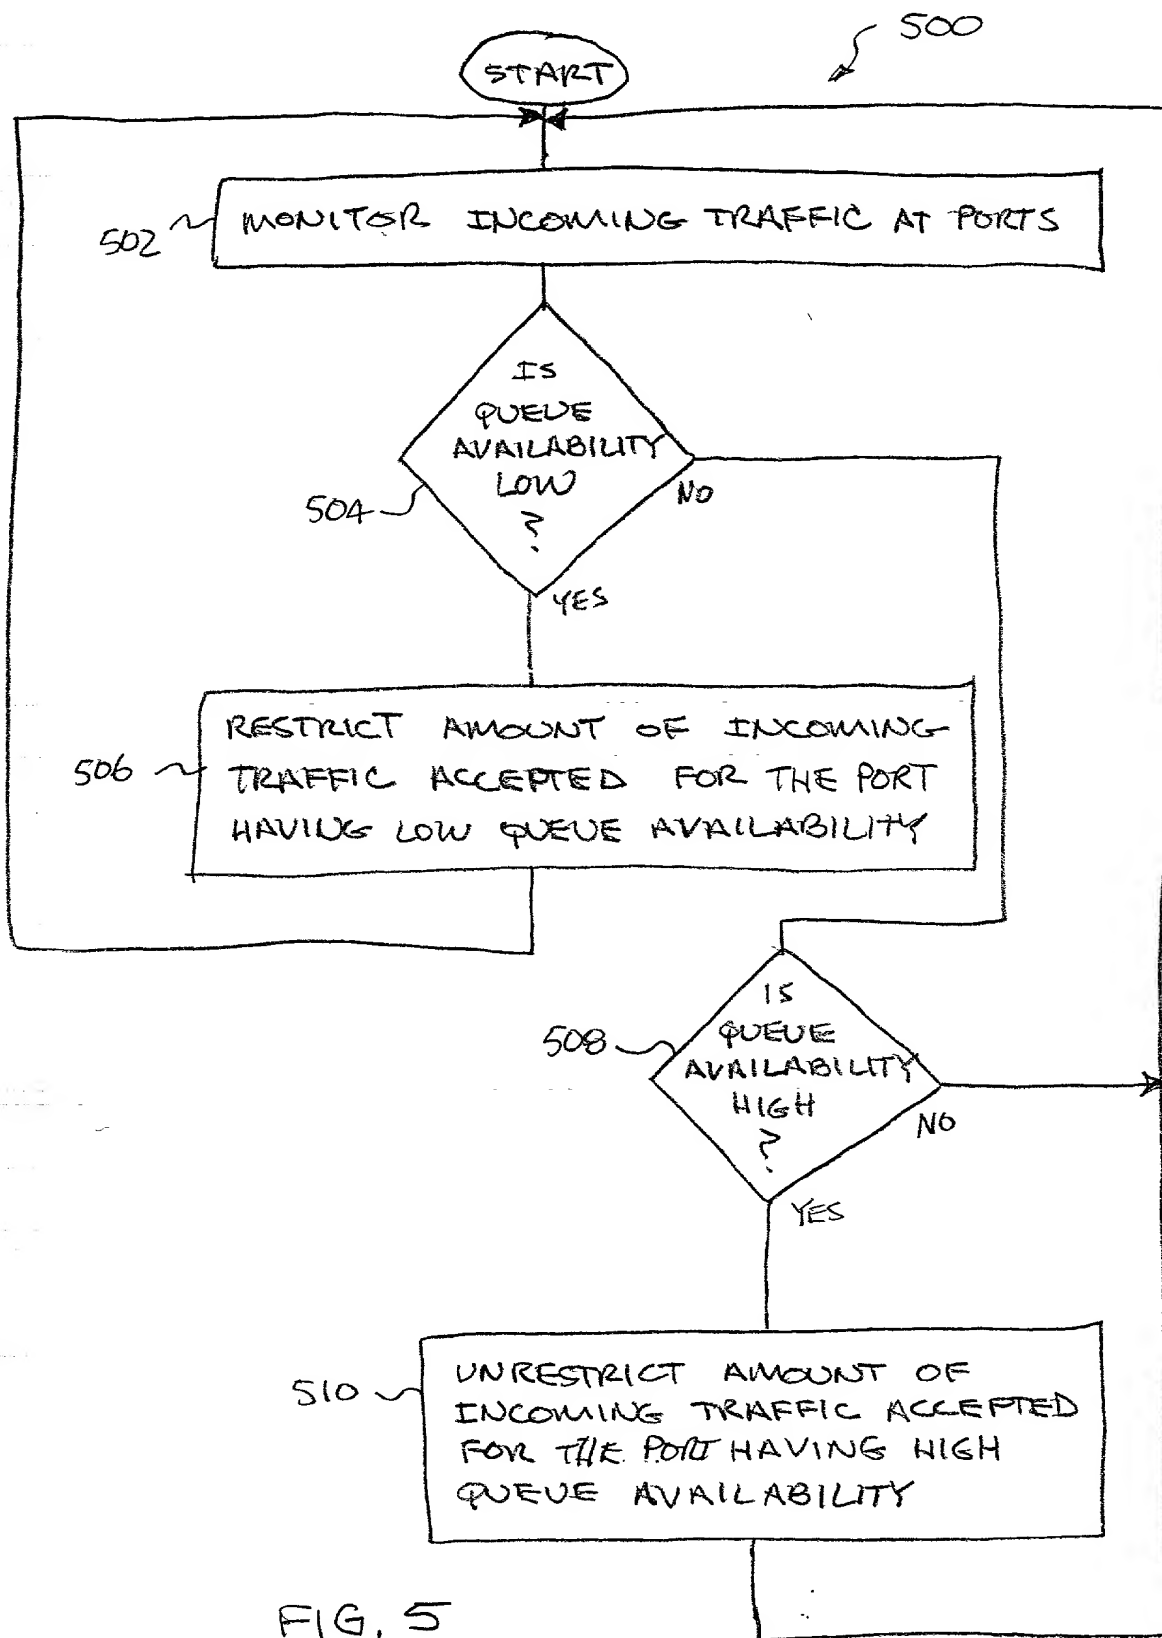 500
START
502
MONITOR INCOMING TRAFFIC AT PORTS
IS
QUEUE
AVAILABILITY
LOW
?
504
NO
YES
506
RESTRICT AMOUNT OF INCOMING
TRAFFIC ACCEPTED FOR THE PORT
HAVING LOW QUEUE AVAILABILITY
508
IS
QUEUE
AVAILABILITY
HIGH
?
NO
YES
510
UNRESTRICT AMOUNT OF
INCOMING TRAFFIC ACCEPTED
FOR THE PORT HAVING HIGH
QUEUE AVAILABILITY
FIG. 5